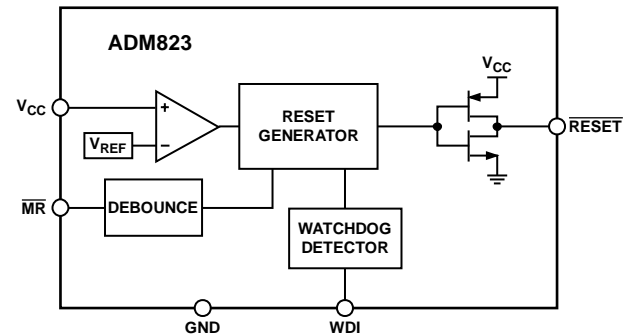 ADM823
VCC
VCC
+
RESET
GENERATOR
RESET
VREF
−
MR
DEBOUNCE
WATCHDOG
DETECTOR
GND
WDI